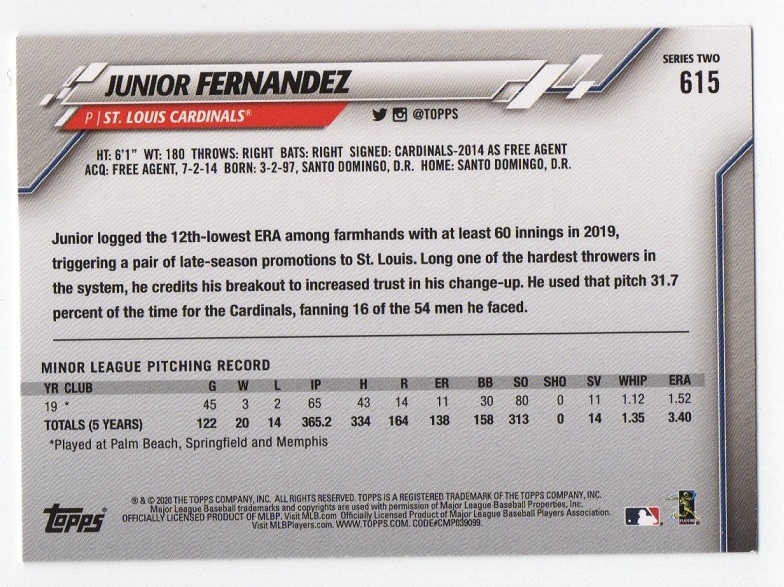 SERIES TWO
615
JUNIOR FERNANDEZ
P | ST. LOUIS CARDINALS®
@TOPPS
HT: 6'1" WT: 180 THROWS: RIGHT BATS: RIGHT SIGNED: CARDINALS-2014 AS FREE AGENT
ACQ: FREE AGENT, 7-2-14 BORN: 3-2-97, SANTO DOMINGO, D.R. HOME: SANTO DOMINGO, D.R.
Junior logged the 12th-lowest ERA among farmhands with at least 60 innings in 2019,
triggering a pair of late-season promotions to St. Louis. Long one of the hardest throwers in
the system, he credits his breakout to increased trust in his change-up. He used that pitch 31.7
percent of the time for the Cardinals, fanning 16 of the 54 men he faced.
MINOR LEAGUE PITCHING RECORD
YR CLUB G W L IP H R ER BB SO SHO SV WHIP ERA
19 * 45 3 2 65 43 14 11 30 80 0 11 1.12 1.52
TOTALS (5 YEARS) 122 20 14 365.2 334 164 138 158 313 0 14 1.35 3.40
*Played at Palm Beach, Springfield and Memphis
topps®
® & © 2020 THE TOPPS COMPANY, INC. ALL RIGHTS RESERVED. TOPPS IS A REGISTERED TRADEMARK OF THE TOPPS COMPANY, INC.
Major League Baseball trademarks and copyrights are used with permission of Major League Baseball Properties, Inc.
OFFICIALLY LICENSED PRODUCT OF MLBP. Visit MLB.com Officially Licensed Product of Major League Baseball Players Association.
Visit MLBPlayers.com. WWW.TOPPS.COM. CODE#CMP039099.